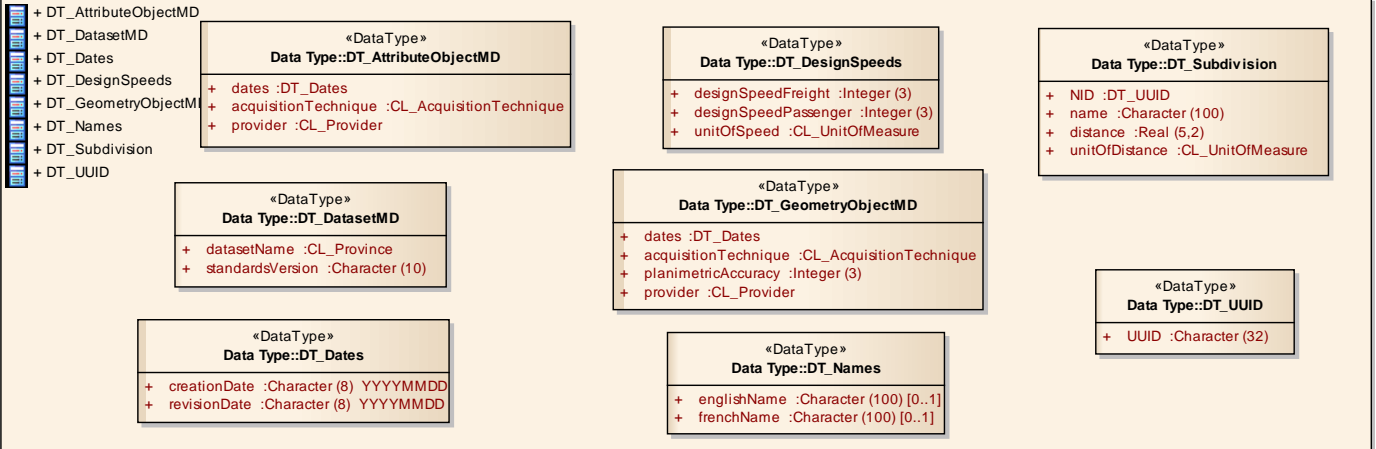 + DT_AttributeObjectMD
+ DT_DatasetMD
+ DT_Dates
+ DT_DesignSpeeds
+ DT_GeometryObjectMD
+ DT_Names
+ DT_Subdivision
+ DT_UUID
«DataType»
Data Type::DT_AttributeObjectMD
+ dates :DT_Dates
+ acquisitionTechnique :CL_AcquisitionTechnique
+ provider :CL_Provider
«DataType»
Data Type::DT_DesignSpeeds
+ designSpeedFreight :Integer (3)
+ designSpeedPassenger :Integer (3)
+ unitOfSpeed :CL_UnitOfMeasure
«DataType»
Data Type::DT_Subdivision
+ NID :DT_UUID
+ name :Character (100)
+ distance :Real (5,2)
+ unitOfDistance :CL_UnitOfMeasure
«DataType»
Data Type::DT_DatasetMD
+ datasetName :CL_Province
+ standardsVersion :Character (10)
«DataType»
Data Type::DT_GeometryObjectMD
+ dates :DT_Dates
+ acquisitionTechnique :CL_AcquisitionTechnique
+ planimetricAccuracy :Integer (3)
+ provider :CL_Provider
«DataType»
Data Type::DT_UUID
+ UUID :Character (32)
«DataType»
Data Type::DT_Dates
+ creationDate :Character (8) YYYYMMDD
+ revisionDate :Character (8) YYYYMMDD
«DataType»
Data Type::DT_Names
+ englishName :Character (100) [0..1]
+ frenchName :Character (100) [0..1]